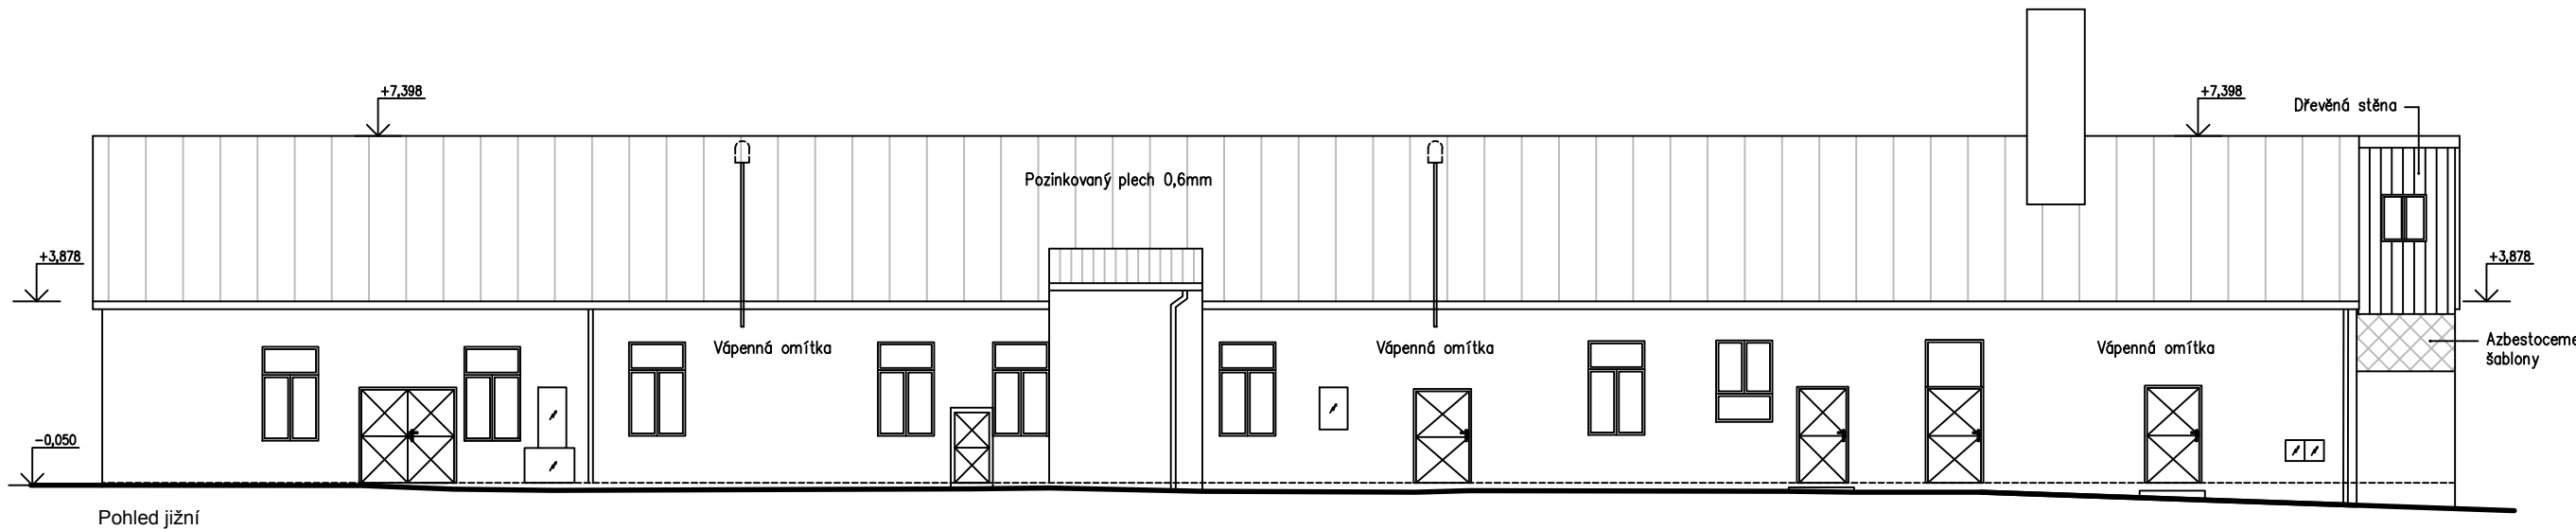 +7,398
+7,398
Dřevěná stěna
Pozinkovaný plech 0,6mm
+3,878
+3,878
Vápenná omítka
Vápenná omítka
Vápenná omítka
Azbestoceme
šablony
-0,050
Pohled jižní